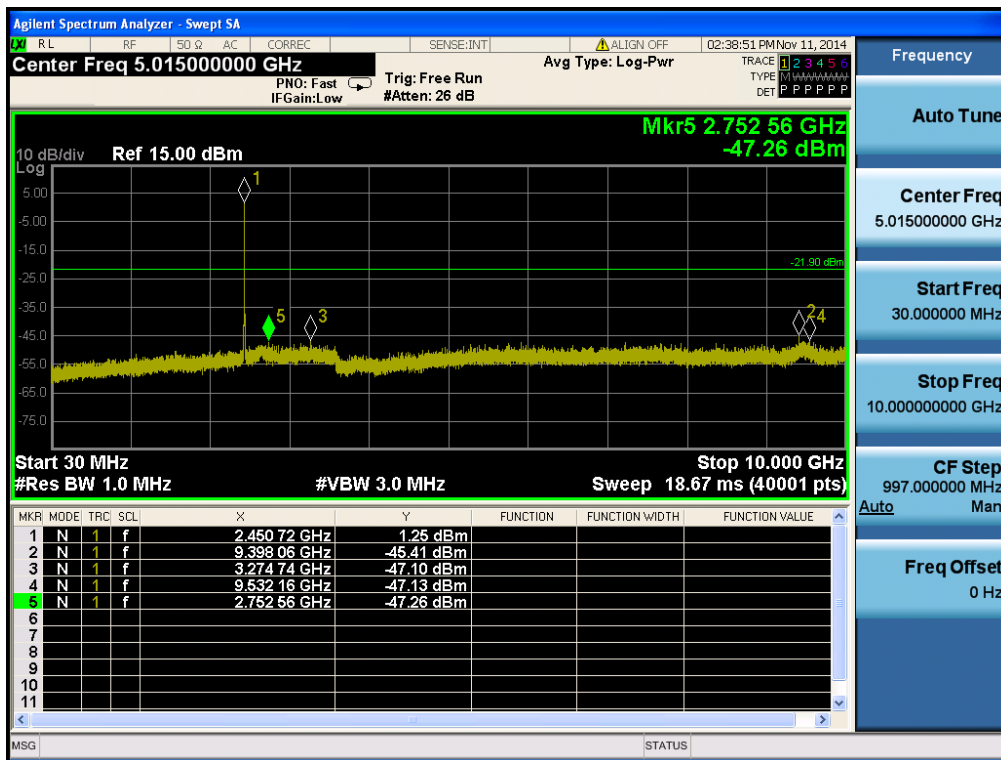 Agilent Spectrum Analyzer - Swept SA
LXI RL RF 50 Ω AC CORREC SENSE:INT ALIGN OFF 02:38:51 PM Nov 11, 2014
Center Freq 5.015000000 GHz Avg Type: Log-Pwr TRACE 1 2 3 4 5 6
PNO: Fast Trig: Free Run TYPE M
IFGain:Low #Atten: 26 dB DET P P P P P P
Mkr5 2.752 56 GHz
10 dB/div Ref 15.00 dBm -47.26 dBm
Log
1
5.00
-5.00
-15.0
-21.90 dBm
-25.0
-35.0
5 3 2 4
-45.0
-55.0
-65.0
-75.0
Start 30 MHz Stop 10.000 GHz
#Res BW 1.0 MHz #VBW 3.0 MHz Sweep 18.67 ms (40001 pts)
MKR MODE TRC SCL X Y FUNCTION FUNCTION WIDTH FUNCTION VALUE
1 N 1 f 2.450 72 GHz 1.25 dBm
2 N 1 f 9.398 06 GHz -45.41 dBm
3 N 1 f 3.274 74 GHz -47.10 dBm
4 N 1 f 9.532 16 GHz -47.13 dBm
5 N 1 f 2.752 56 GHz -47.26 dBm
6
7
8
9
10
11
MSG STATUS
Frequency
Auto Tune
Center Freq
5.015000000 GHz
Start Freq
30.000000 MHz
Stop Freq
10.000000000 GHz
CF Step
997.000000 MHz
Auto Man
Freq Offset
0 Hz